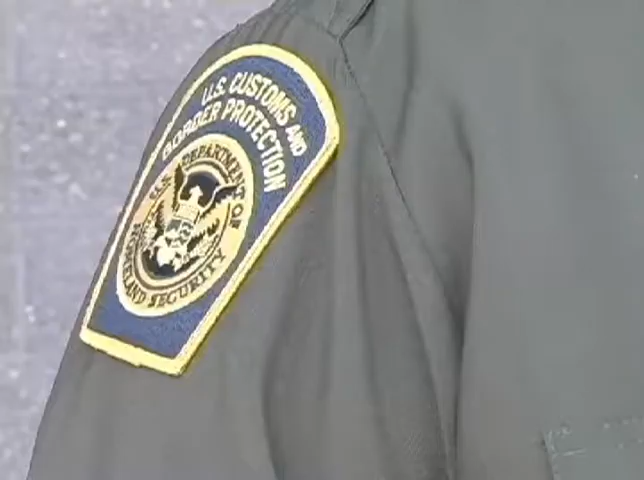 U.S. CUSTOMS AND
BORDER PROTECTION
U.S. DEPARTMENT OF
HOMELAND SECURITY